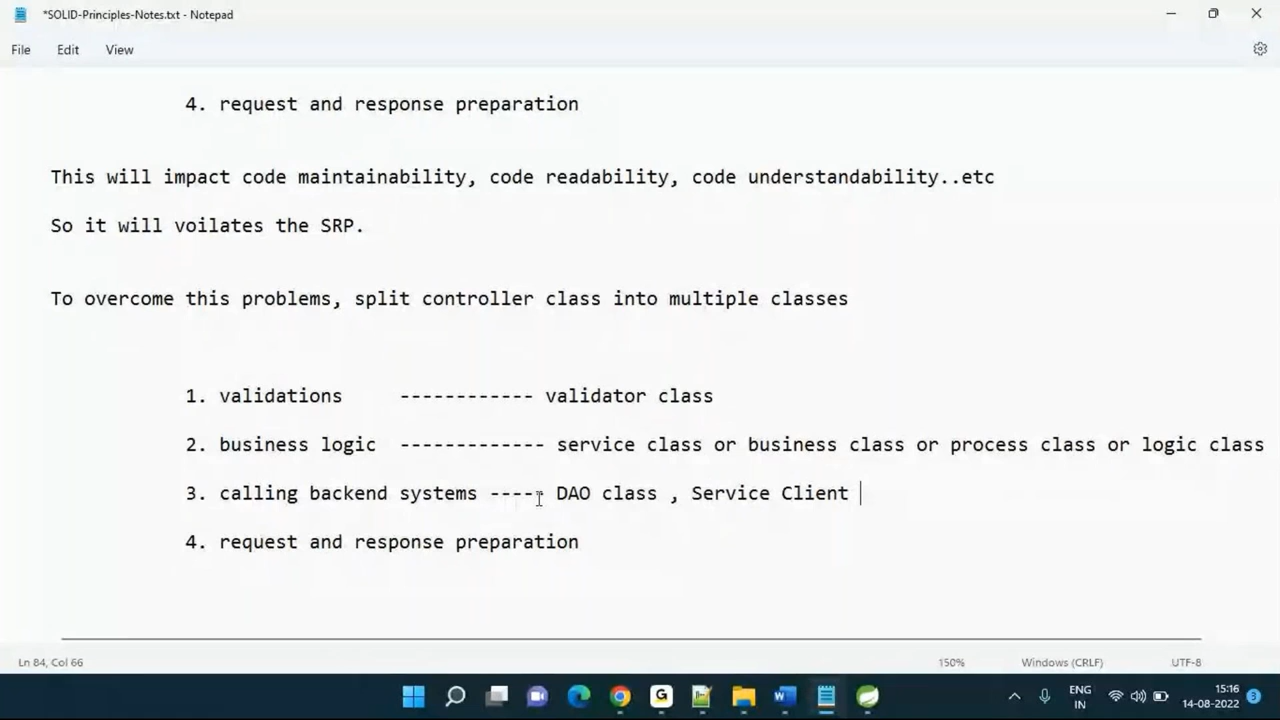 *SOLID-Principles-Notes.txt - Notepad
File Edit View
4. request and response preparation
This will impact code maintainability, code readability, code understandability..etc
So it will voilates the SRP.
To overcome this problems, split controller class into multiple classes
1. validations ------------ validator class
2. business logic ------------- service class or business class or process class or logic class
3. calling backend systems ----- DAO class , Service Client
4. request and response preparation
Ln 84, Col 66 150% Windows (CRLF) UTF-8
ENG 15:16
IN 14-08-2022 3